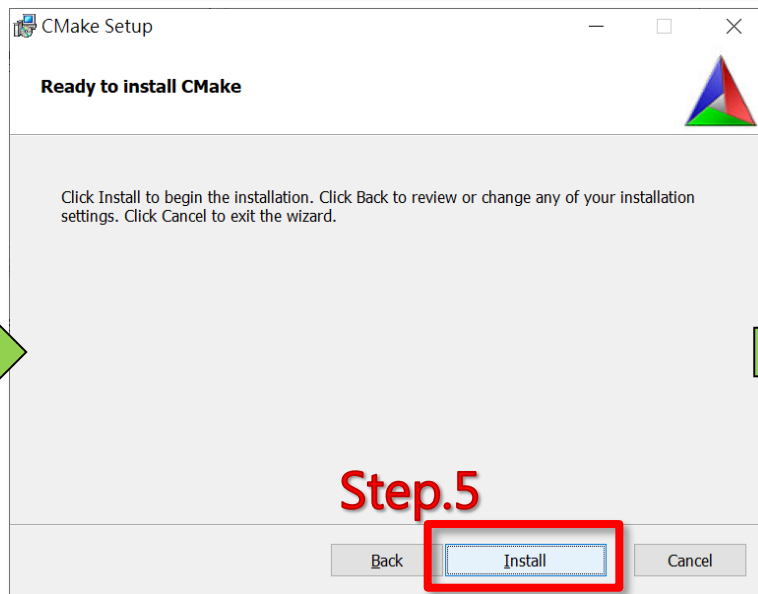 CMake Setup
Ready to install CMake
Click Install to begin the installation. Click Back to review or change any of your installation
settings. Click Cancel to exit the wizard.
Step.5
Back
Install
Cancel